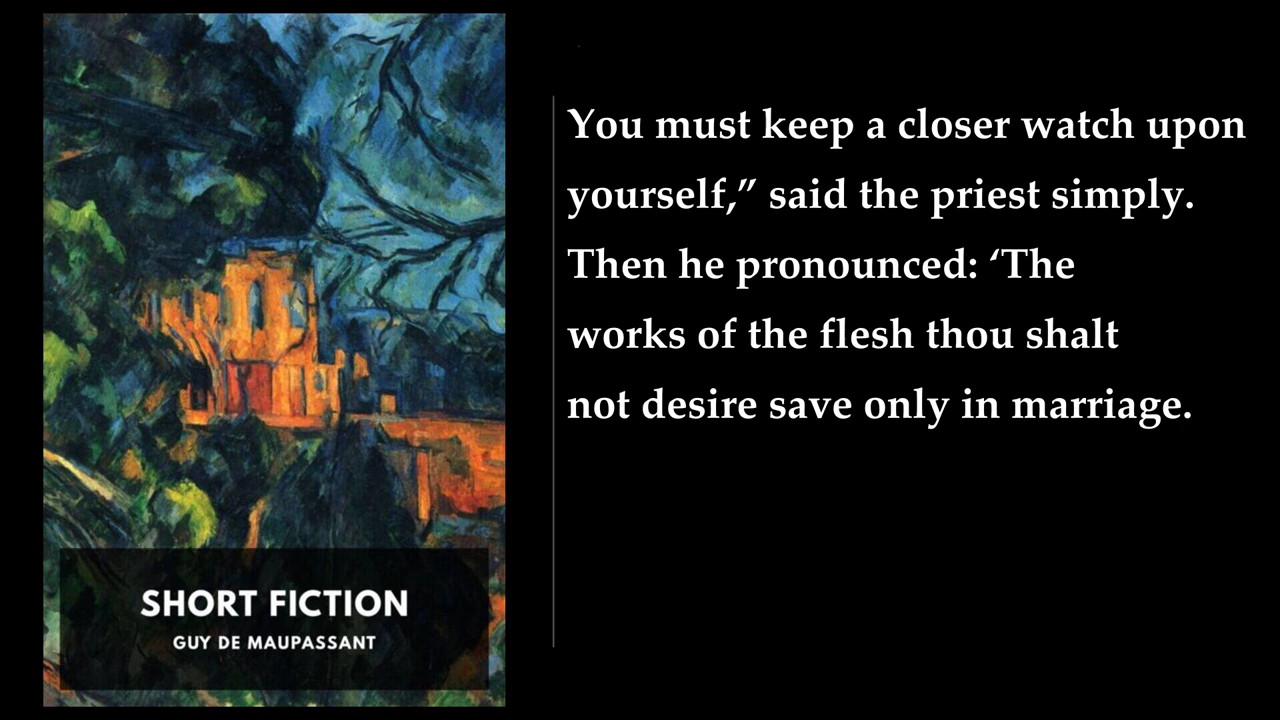 SHORT FICTION
GUY DE MAUPASSANT
You must keep a closer watch upon
yourself,” said the priest simply.
Then he pronounced: ‘The
works of the flesh thou shalt
not desire save only in marriage.